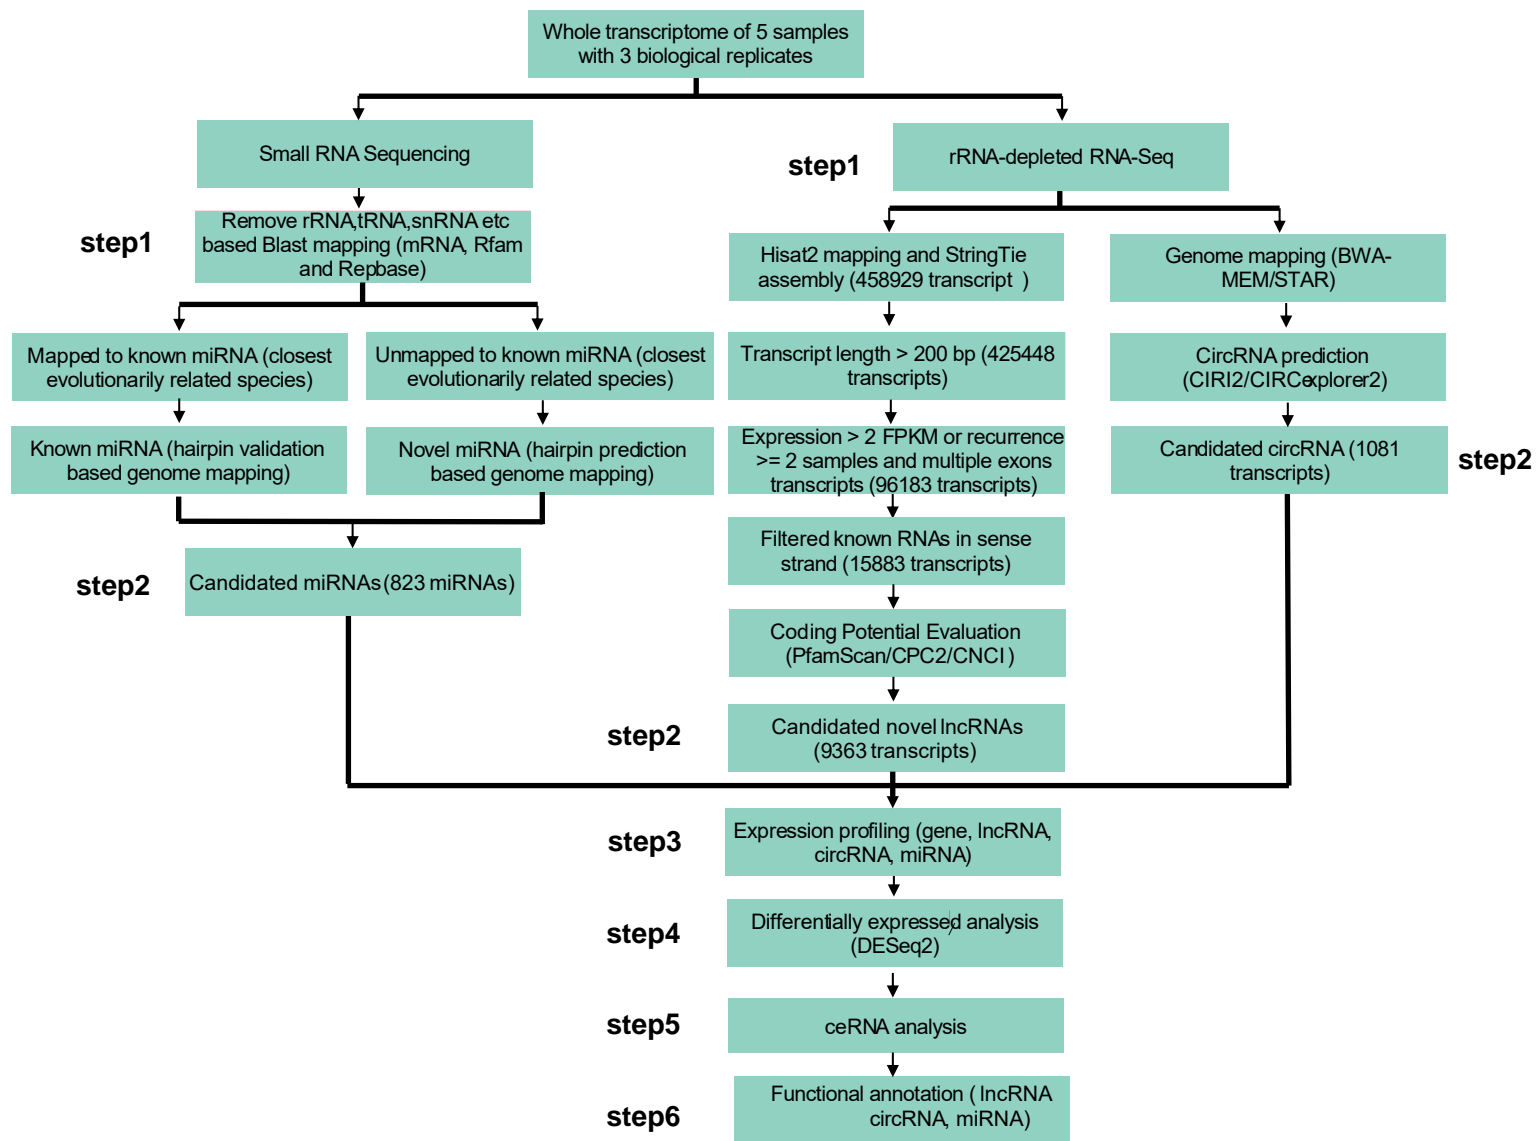 Whole transcriptome of 5 samples
with 3 biological replicates
Small RNA Sequencing
step1
rRNA-depleted RNA-Seq
step1
Remove rRNA,tRNA,snRNA etc
based Blast mapping (mRNA, Rfam
and Repbase)
Hisat2 mapping and StringTie
assembly (458929 transcript )
Genome mapping (BWA-
MEM/STAR)
Mapped to known miRNA (closest
evolutionarily related species)
Unmapped to known miRNA (closest
evolutionarily related species)
Transcript length > 200 bp (425448
transcripts)
CircRNA prediction
(CIRI2/CIRCexplorer2)
Known miRNA (hairpin validation
based genome mapping)
Novel miRNA (hairpin prediction
based genome mapping)
Expression > 2 FPKM or recurrence
>= 2 samples and multiple exons
transcripts (96183 transcripts)
Candidated circRNA (1081
transcripts)
step2
Filtered known RNAs in sense
strand (15883 transcripts)
step2
Candidated miRNAs (823 miRNAs)
Coding Potential Evaluation
(PfamScan/CPC2/CNCI )
step2
Candidated novel lncRNAs
(9363 transcripts)
step3
Expression profiling (gene, lncRNA,
circRNA, miRNA)
step4
Differentially expressed analysis
(DESeq2)
step5
ceRNA analysis
step6
Functional annotation ( lncRNA
circRNA, miRNA)